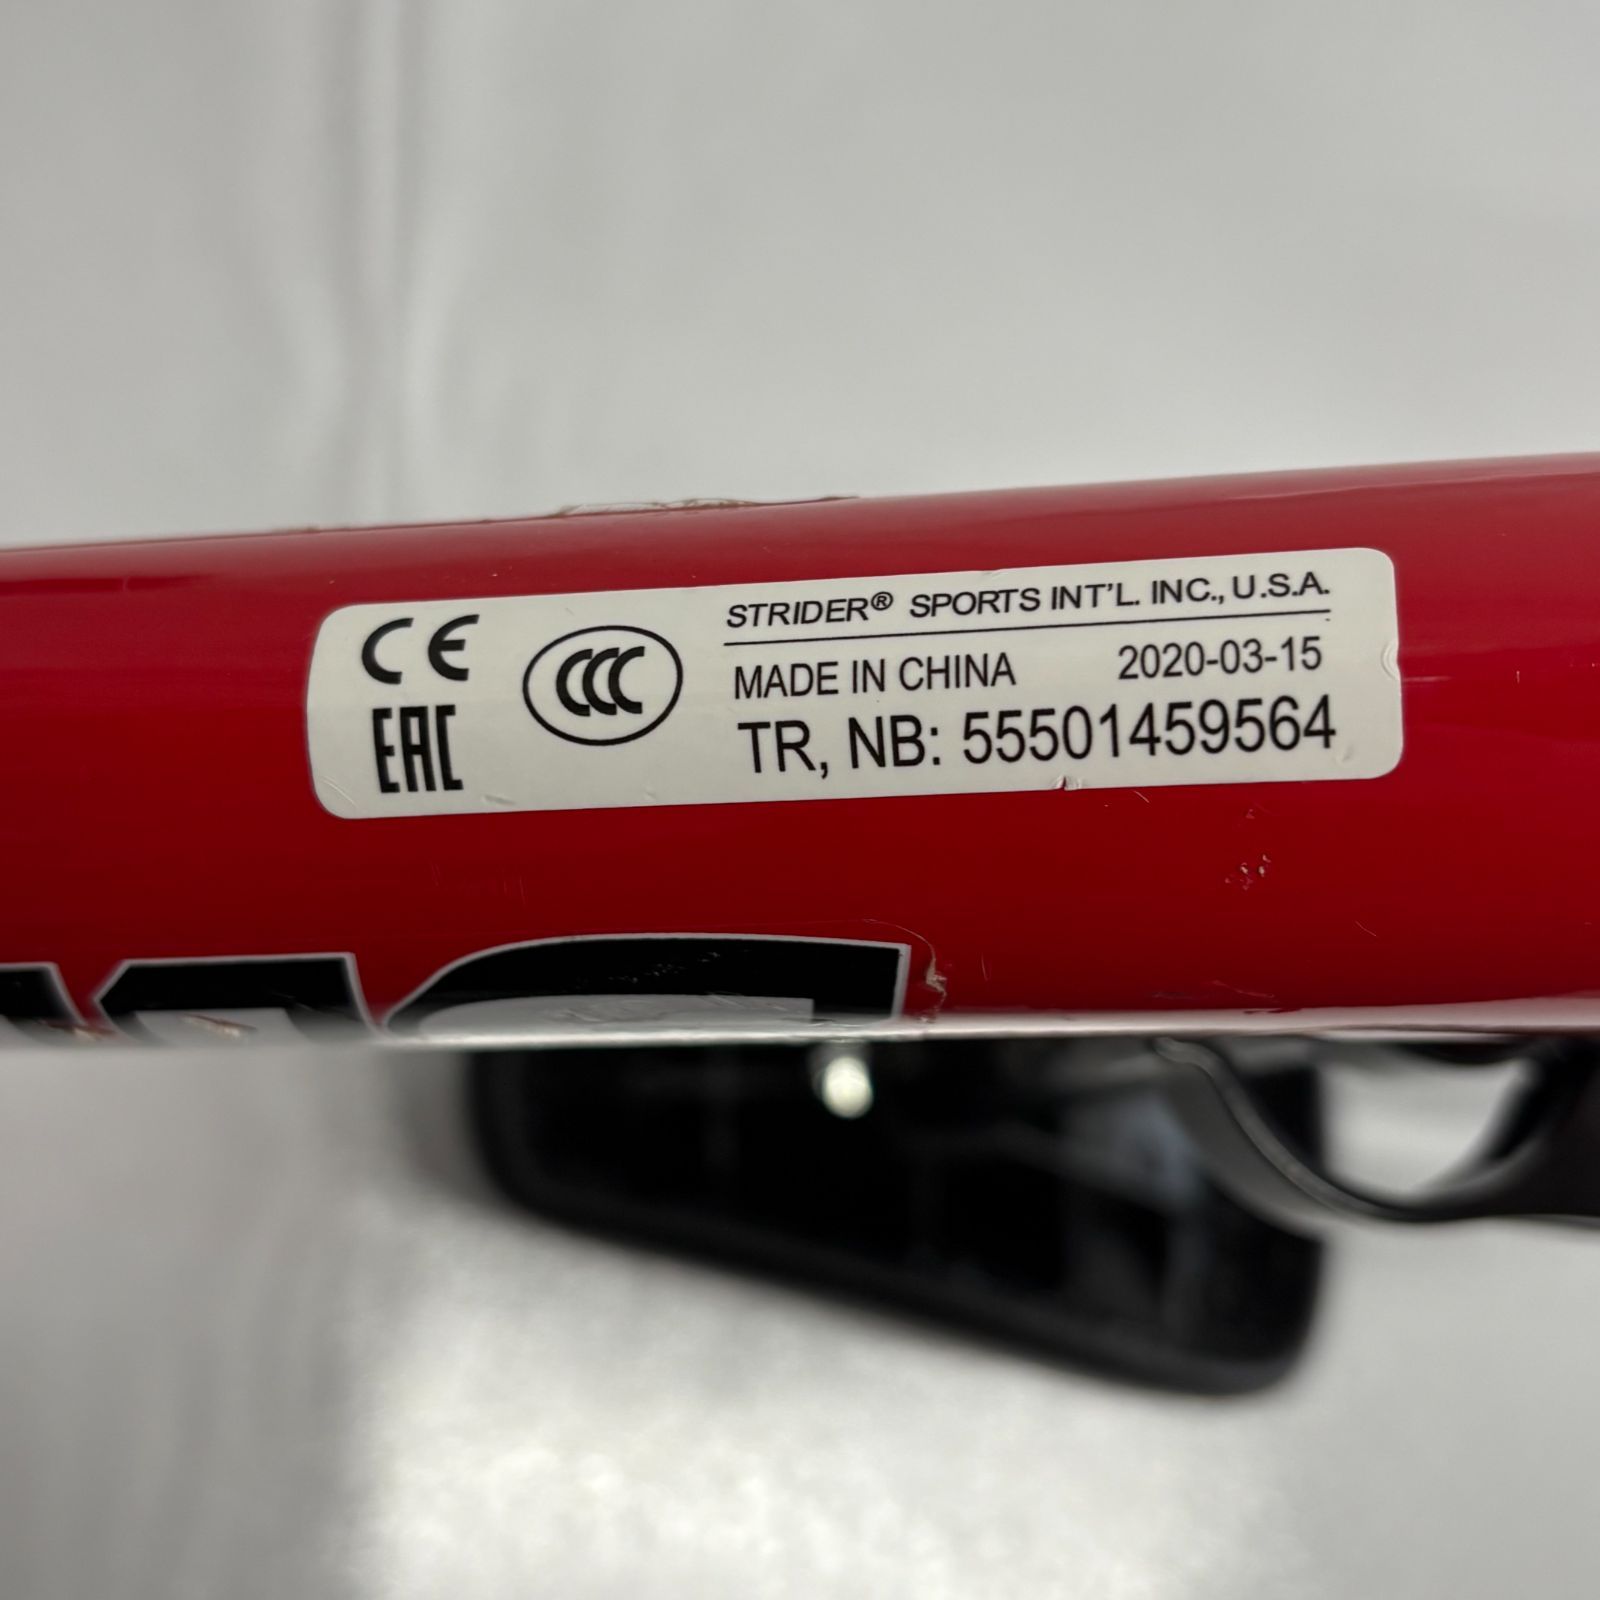 CE
EAC
CCC
STRIDER® SPORTS INT'L. INC., U.S.A.
MADE IN CHINA 2020-03-15
TR, NB: 55501459564